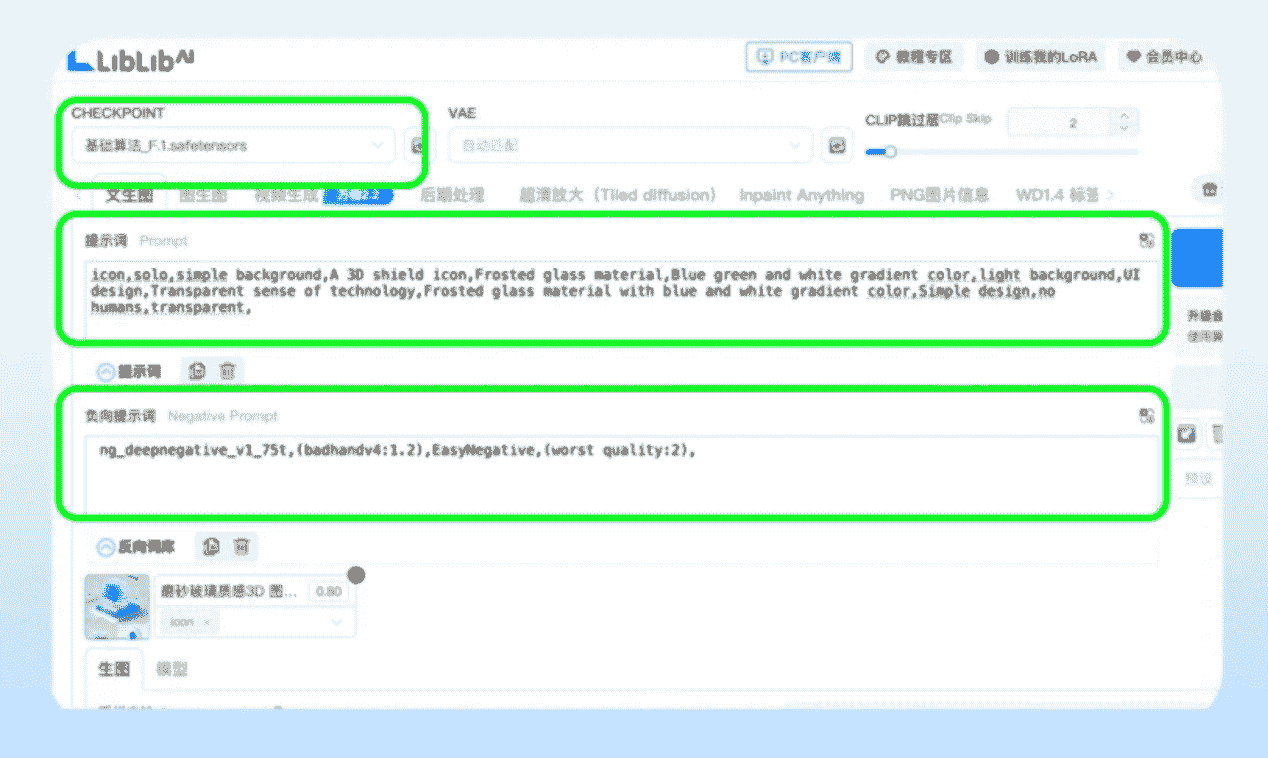 LibLib AI
PC客户端
教程专区
训练我的LoRA
会员中心
CHECKPOINT
VAE
CLIP跳过层 Clip Skip
2
基础算法_F.1.safetensors
自动匹配
文生图
图生图
视频生成
后期处理
超清放大（Tiled diffusion）
Inpaint Anything
PNG图片信息
WD1.4 标签
提示词 Prompt
icon,solo,simple background,A 3D shield icon,Frosted glass material,Blue green and white gradient color,light background,UI
design,Transparent sense of technology,Frosted glass material with blue and white gradient color,Simple design,no
humans,transparent,
提示词
负向提示词 Negative Prompt
ng_deepnegative_v1_75t,(badhandv4:1.2),EasyNegative,(worst quality:2),
预设
反向词库
磨砂玻璃质感3D 图... 0.80
icon ×
生图
模型